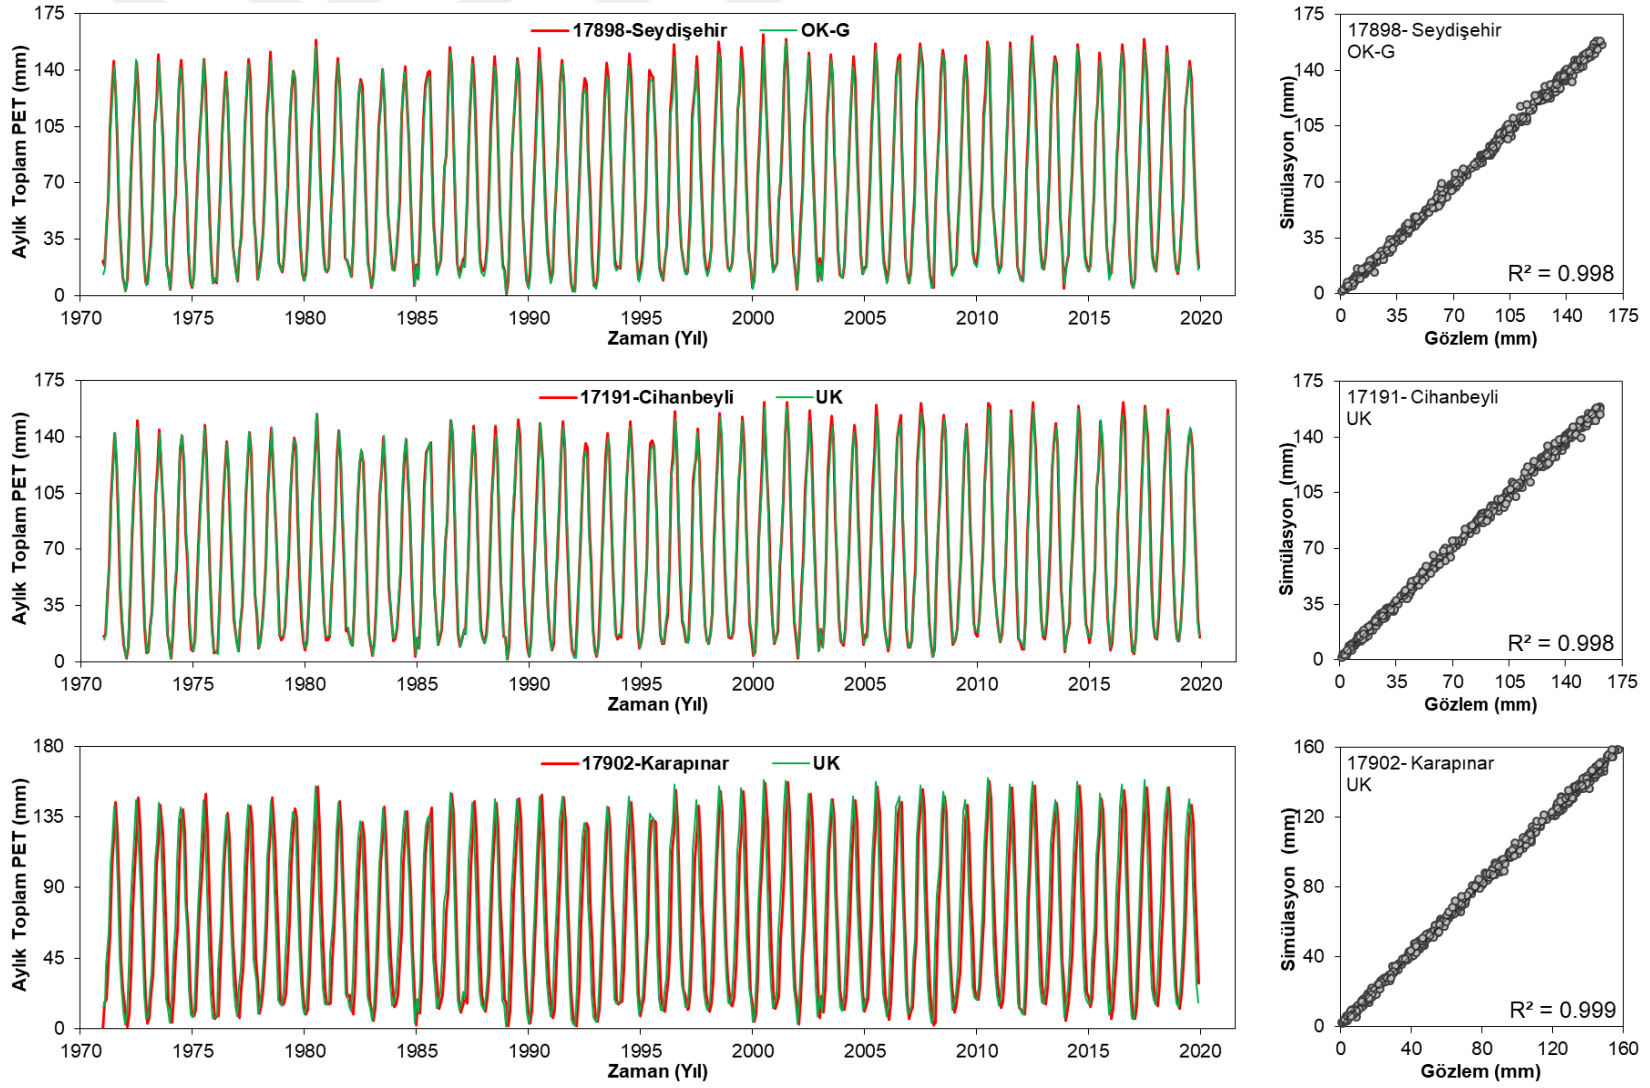 175
140
105
70
35
0
Aylık Toplam PET (mm)
17898-Seydişehir
OK-G
1970 1975 1980 1985 1990 1995 2000 2005 2010 2015 2020
Zaman (Yıl)
175
140
105
70
35
0
Simülasyon (mm)
17898- Seydişehir
OK-G
R² = 0.998
0 35 70 105 140 175
Gözlem (mm)
175
140
105
70
35
0
Aylık Toplam PET (mm)
17191-Cihanbeyli
UK
1970 1975 1980 1985 1990 1995 2000 2005 2010 2015 2020
Zaman (Yıl)
175
140
105
70
35
0
Simülasyon (mm)
17191- Cihanbeyli
UK
R² = 0.998
0 35 70 105 140 175
Gözlem (mm)
180
135
90
45
0
Aylık Toplam PET (mm)
17902-Karapınar
UK
1970 1975 1980 1985 1990 1995 2000 2005 2010 2015 2020
Zaman (Yıl)
160
120
80
40
0
Simülasyon (mm)
17902- Karapınar
UK
R² = 0.999
0 40 80 120 160
Gözlem (mm)